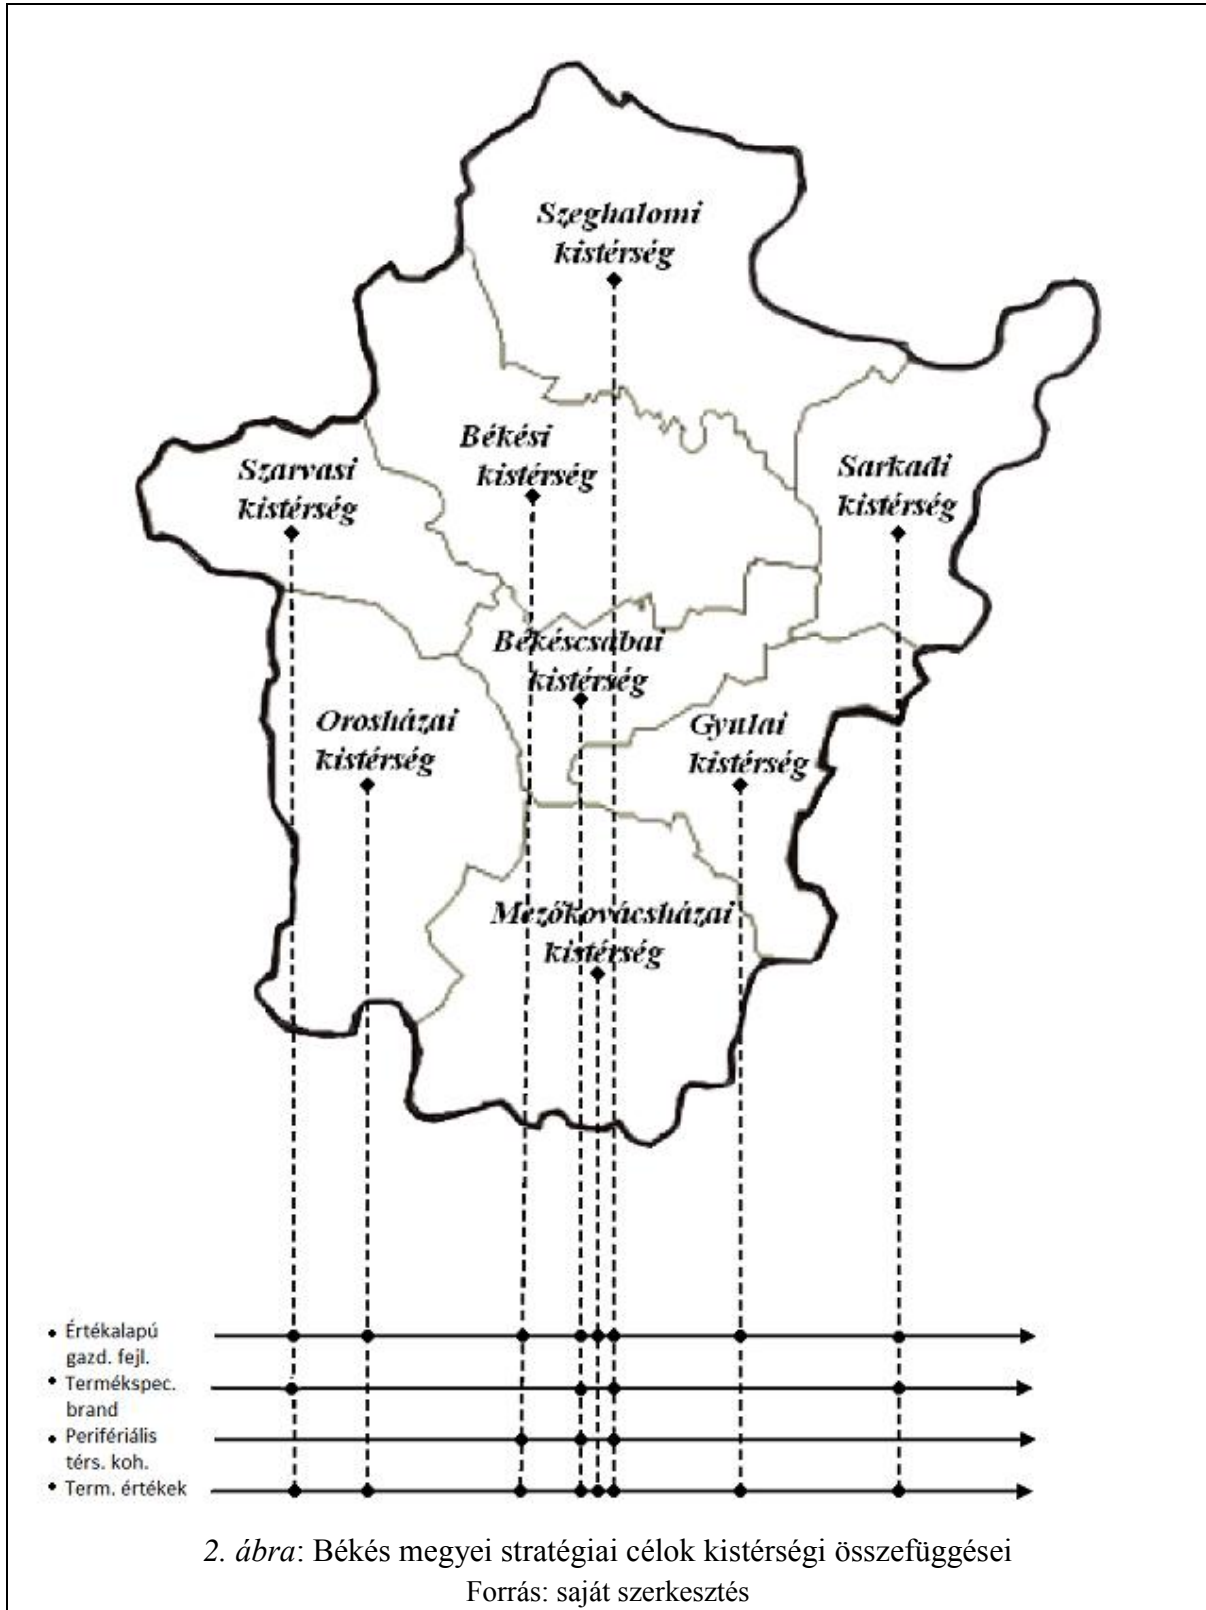 Szeghalomi
kistérség
Békési
kistérség
Szarvasi
kistérség
Sarkadi
kistérség
Békéscsabai
kistérség
Orosházai
kistérség
Gyulai
kistérség
Mezőkovácsházai
kistérség
• Értékalapú
gazd. fejl.
• Termékspec.
brand
• Perifériális
térs. koh.
• Term. értékek
2. ábra: Békés megyei stratégiai célok kistérségi összefüggései
Forrás: saját szerkesztés